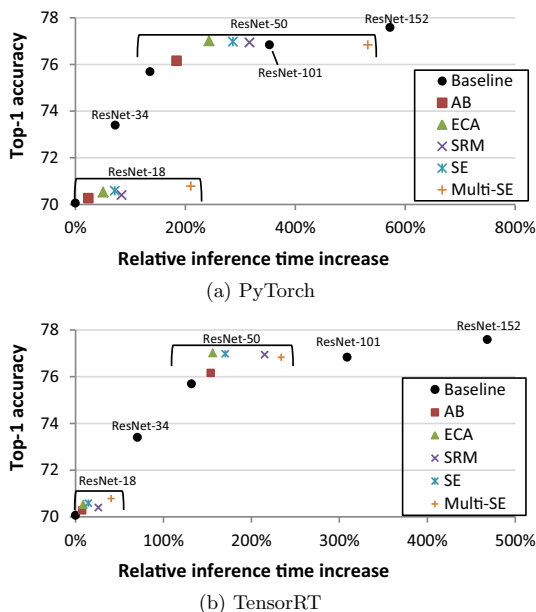 78
76
74
72
70
Top-1 accuracy
ResNet-50
ResNet-152
ResNet-101
ResNet-34
ResNet-18
Baseline
AB
ECA
SRM
SE
Multi-SE
0%
200%
400%
600%
800%
Relative inference time increase
(a) PyTorch
78
76
74
72
70
Top-1 accuracy
ResNet-50
ResNet-101
ResNet-152
ResNet-34
ResNet-18
Baseline
AB
ECA
SRM
SE
Multi-SE
0%
100%
200%
300%
400%
500%
Relative inference time increase
(b) TensorRT